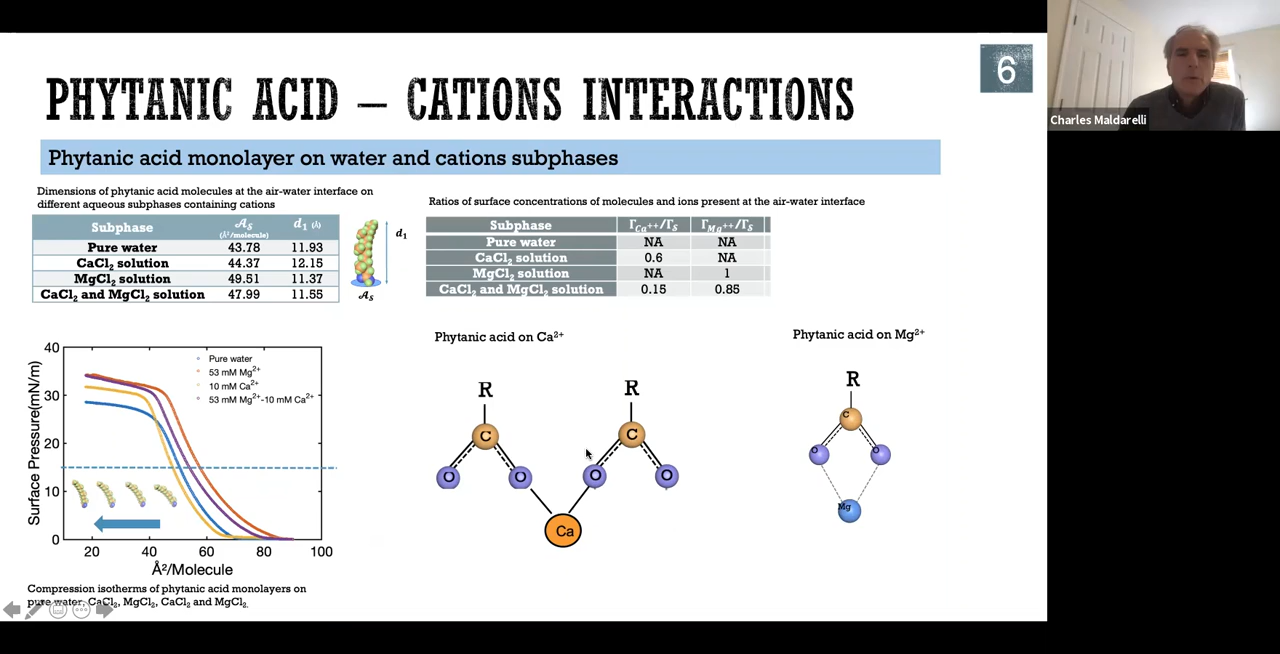 6
PHYTANIC ACID – CATIONS INTERACTIONS
Charles Maldarelli
Phytanic acid monolayer on water and cations subphases
Dimensions of phytanic acid molecules at the air-water interface on
different aqueous subphases containing cations
Subphase 𝒜ₛ (Å²/molecule) d₁ (Å)
Pure water 43.78 11.93
CaCl₂ solution 44.37 12.15
MgCl₂ solution 49.51 11.37
CaCl₂ and MgCl₂ solution 47.99 11.55
d₁
𝒜ₛ
Ratios of surface concentrations of molecules and ions present at the air-water interface
Subphase Γ_Ca⁺⁺/Γ_S Γ_Mg⁺⁺/Γ_S
Pure water NA NA
CaCl₂ solution 0.6 NA
MgCl₂ solution NA 1
CaCl₂ and MgCl₂ solution 0.15 0.85
40
30
20
10
0
Surface Pressure(mN/m)
Pure water
53 mM Mg²⁺
10 mM Ca²⁺
53 mM Mg²⁺-10 mM Ca²⁺
20 40 60 80 100
Å²/Molecule
Compression isotherms of phytanic acid monolayers on
pure water, CaCl₂, MgCl₂, CaCl₂ and MgCl₂.
Phytanic acid on Ca²⁺
R R
C C
O O O O
Ca
Phytanic acid on Mg²⁺
R
C
O O
Mg